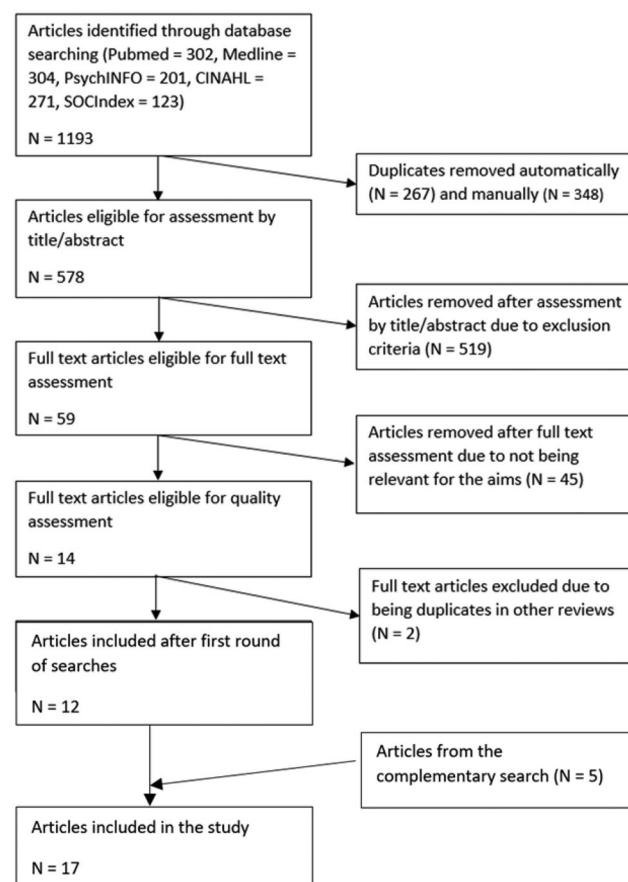 Articles identified through database
searching (Pubmed = 302, Medline =
304, PsychINFO = 201, CINAHL =
271, SOCIndex = 123)
N = 1193
Duplicates removed automatically
(N = 267) and manually (N = 348)
Articles eligible for assessment by
title/abstract
N = 578
Articles removed after assessment
by title/abstract due to exclusion
criteria (N = 519)
Full text articles eligible for full text
assessment
N = 59
Articles removed after full text
assessment due to not being
relevant for the aims (N = 45)
Full text articles eligible for quality
assessment
N = 14
Full text articles excluded due to
being duplicates in other reviews
(N = 2)
Articles included after first round
of searches
N = 12
Articles from the
complementary search (N = 5)
Articles included in the study
N = 17